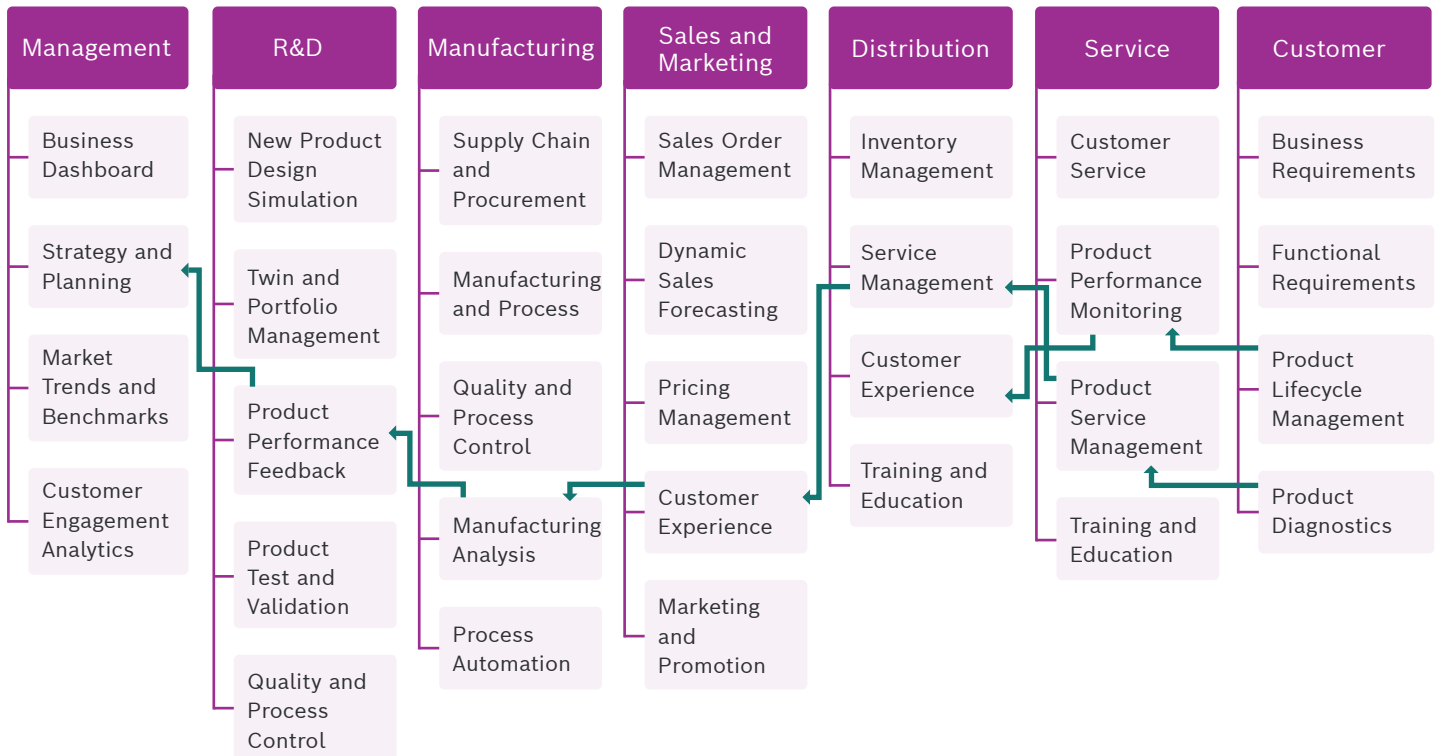 Management
R&D
Manufacturing
Sales and
Marketing
Distribution
Service
Customer
Business
Dashboard
Strategy and
Planning
Market
Trends and
Benchmarks
Customer
Engagement
Analytics
New Product
Design
Simulation
Twin and
Portfolio
Management
Product
Performance
Feedback
Product
Test and
Validation
Quality and
Process
Control
Supply Chain
and
Procurement
Manufacturing
and Process
Quality and
Process
Control
Manufacturing
Analysis
Process
Automation
Sales Order
Management
Dynamic
Sales
Forecasting
Pricing
Management
Customer
Experience
Marketing
and
Promotion
Inventory
Management
Service
Management
Customer
Experience
Training and
Education
Customer
Service
Product
Performance
Monitoring
Product
Service
Management
Training and
Education
Business
Requirements
Functional
Requirements
Product
Lifecycle
Management
Product
Diagnostics